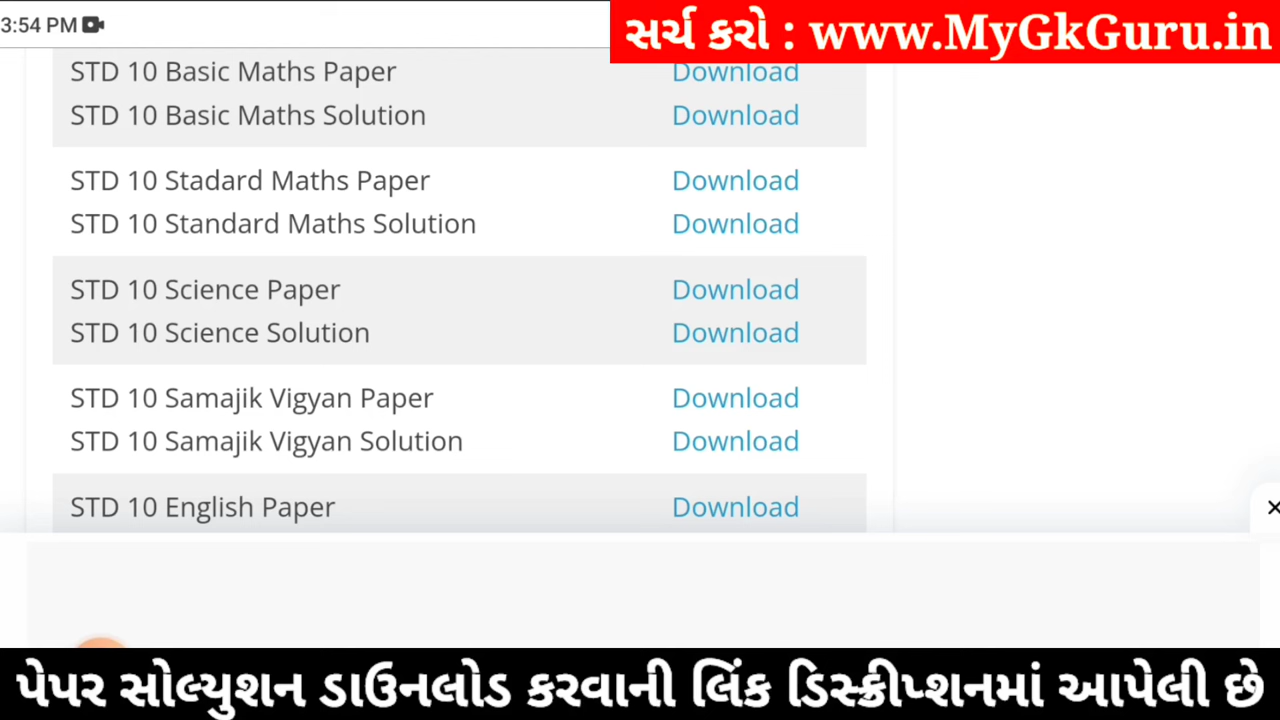 3:54 PM
સર્ચ કરો : www.MyGkGuru.in
STD 10 Basic Maths Paper Download
STD 10 Basic Maths Solution Download
STD 10 Stadard Maths Paper Download
STD 10 Standard Maths Solution Download
STD 10 Science Paper Download
STD 10 Science Solution Download
STD 10 Samajik Vigyan Paper Download
STD 10 Samajik Vigyan Solution Download
STD 10 English Paper Download
પેપર સોલ્યુશન ડાઉનલોડ કરવાની લિંક ડિસ્ક્રીપ્શનમાં આપેલી છે